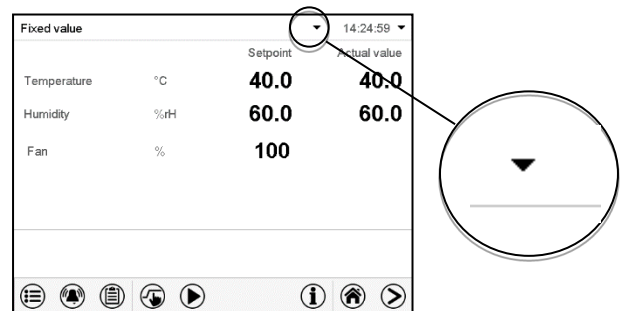 Fixed value 14:24:59
Setpoint Actual value
Temperature °C 40.0 40.0
Humidity %rH 60.0 60.0
Fan % 100